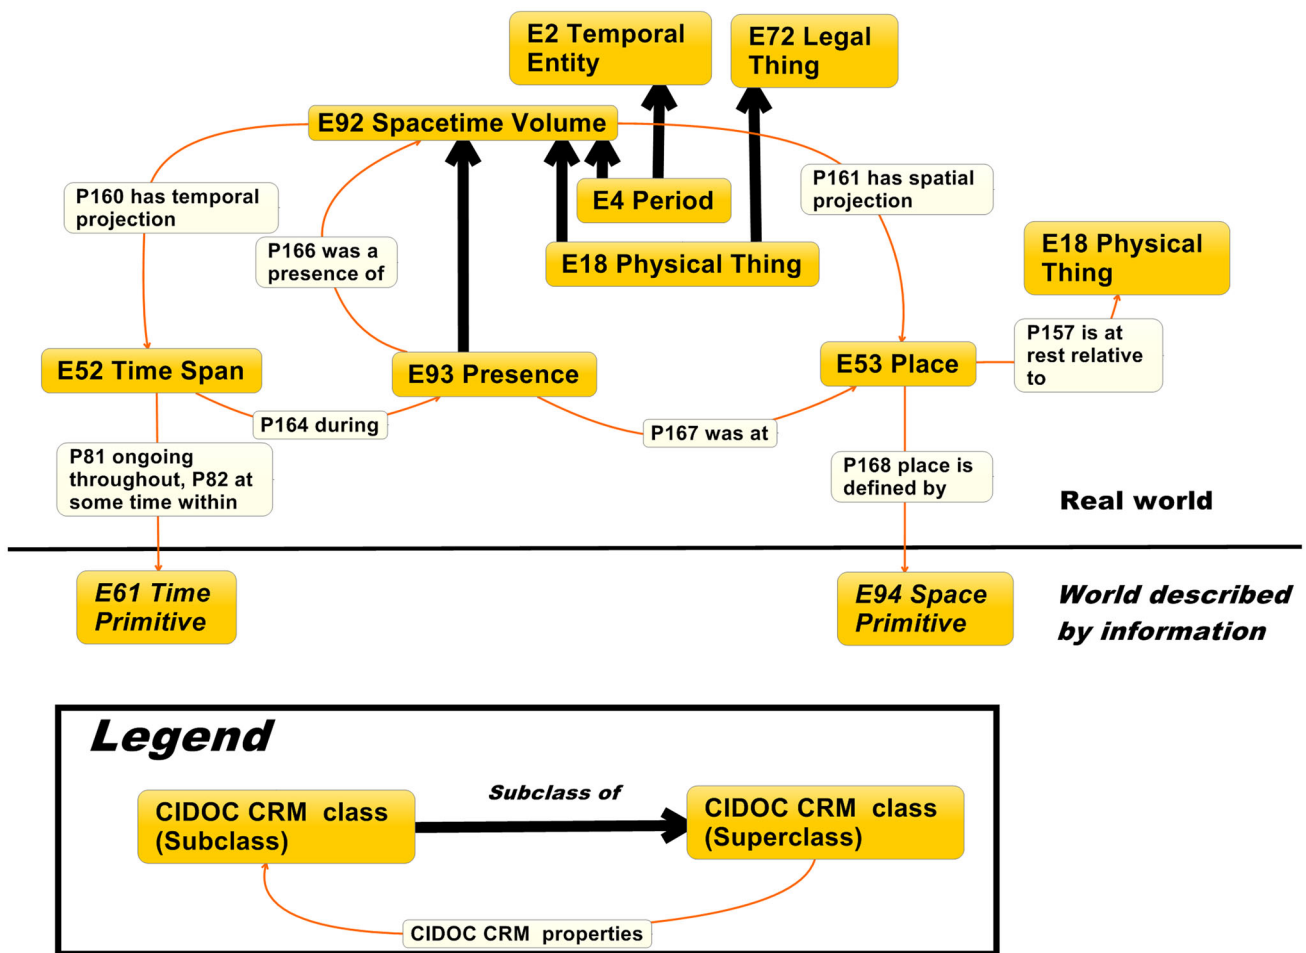 E2 Temporal
Entity
E72 Legal
Thing
E92 Spacetime Volume
P160 has temporal
projection
P166 was a
presence of
E4 Period
P161 has spatial
projection
E18 Physical Thing
E18 Physical
Thing
E52 Time Span
E93 Presence
E53 Place
P157 is at
rest relative
to
P164 during
P167 was at
P81 ongoing
throughout, P82 at
some time within
P168 place is
defined by
Real world
E61 Time
Primitive
E94 Space
Primitive
World described
by information
Legend
CIDOC CRM class
(Subclass)
Subclass of
CIDOC CRM class
(Superclass)
CIDOC CRM properties